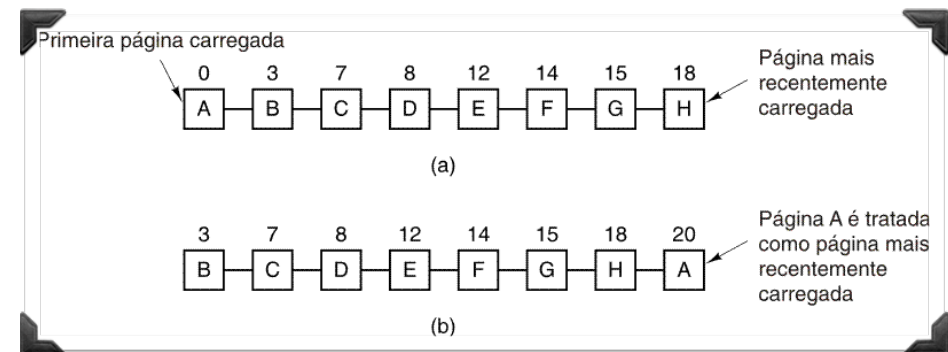 Primeira página carregada
Página mais
recentemente
carregada
0 3 7 8 12 14 15 18
A B C D E F G H
(a)
Página A é tratada
como página mais
recentemente
carregada
3 7 8 12 14 15 18 20
B C D E F G H A
(b)